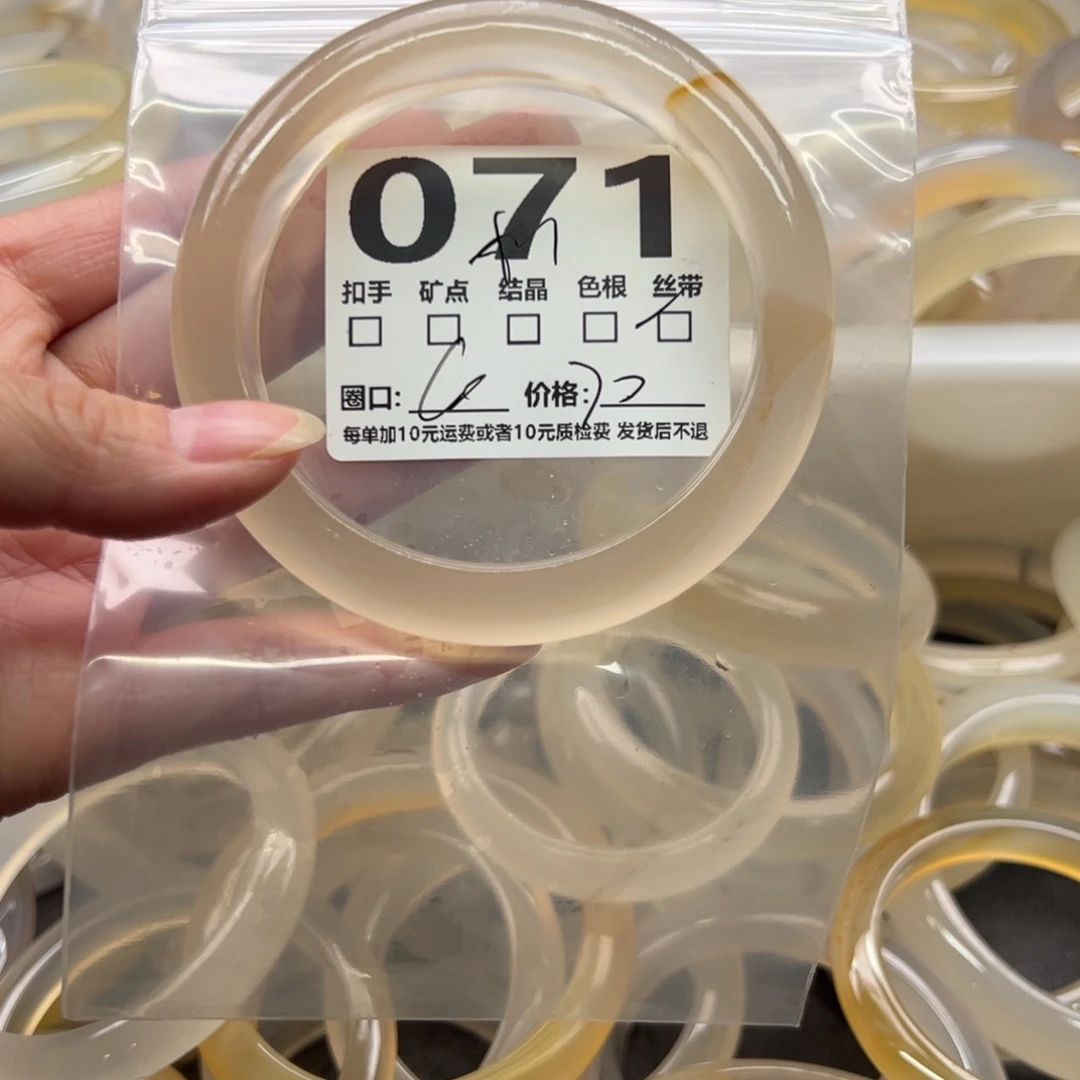 071
扣手 矿点 结晶 色根 丝带
圈口: 价格:
每单加10元运费或者10元质检费 发货后不退